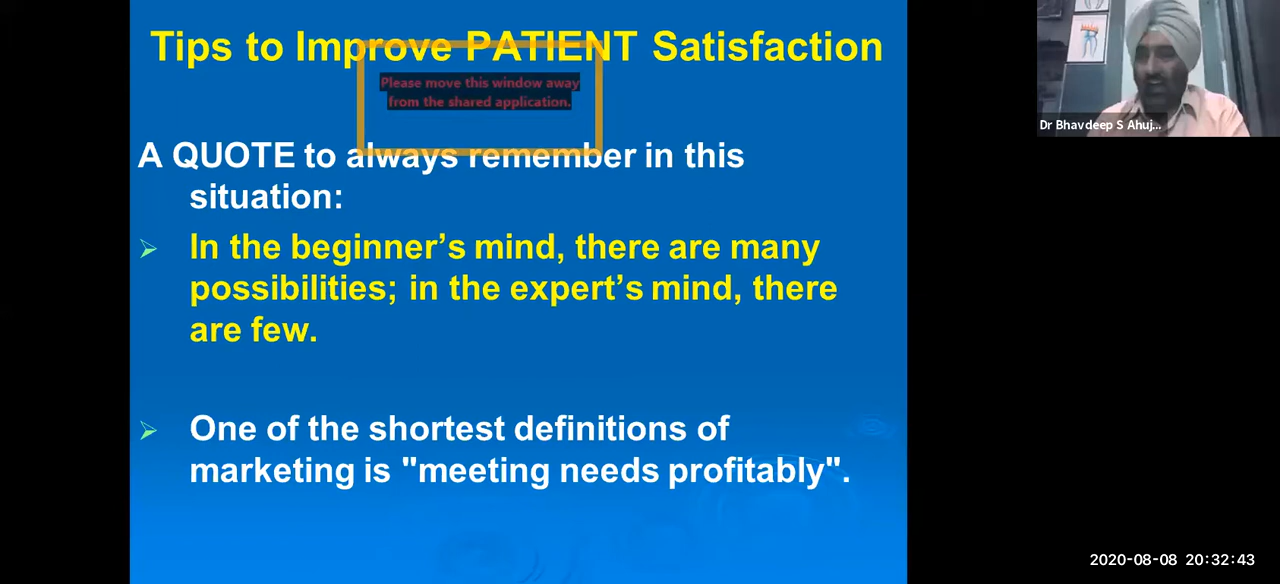 Tips to Improve PATIENT Satisfaction
Please move this window away
from the shared application.
A QUOTE to always remember in this
situation:
In the beginner's mind, there are many
possibilities; in the expert's mind, there
are few.
One of the shortest definitions of
marketing is "meeting needs profitably".
Dr Bhavdeep S Ahuj...
2020-08-08 20:32:43